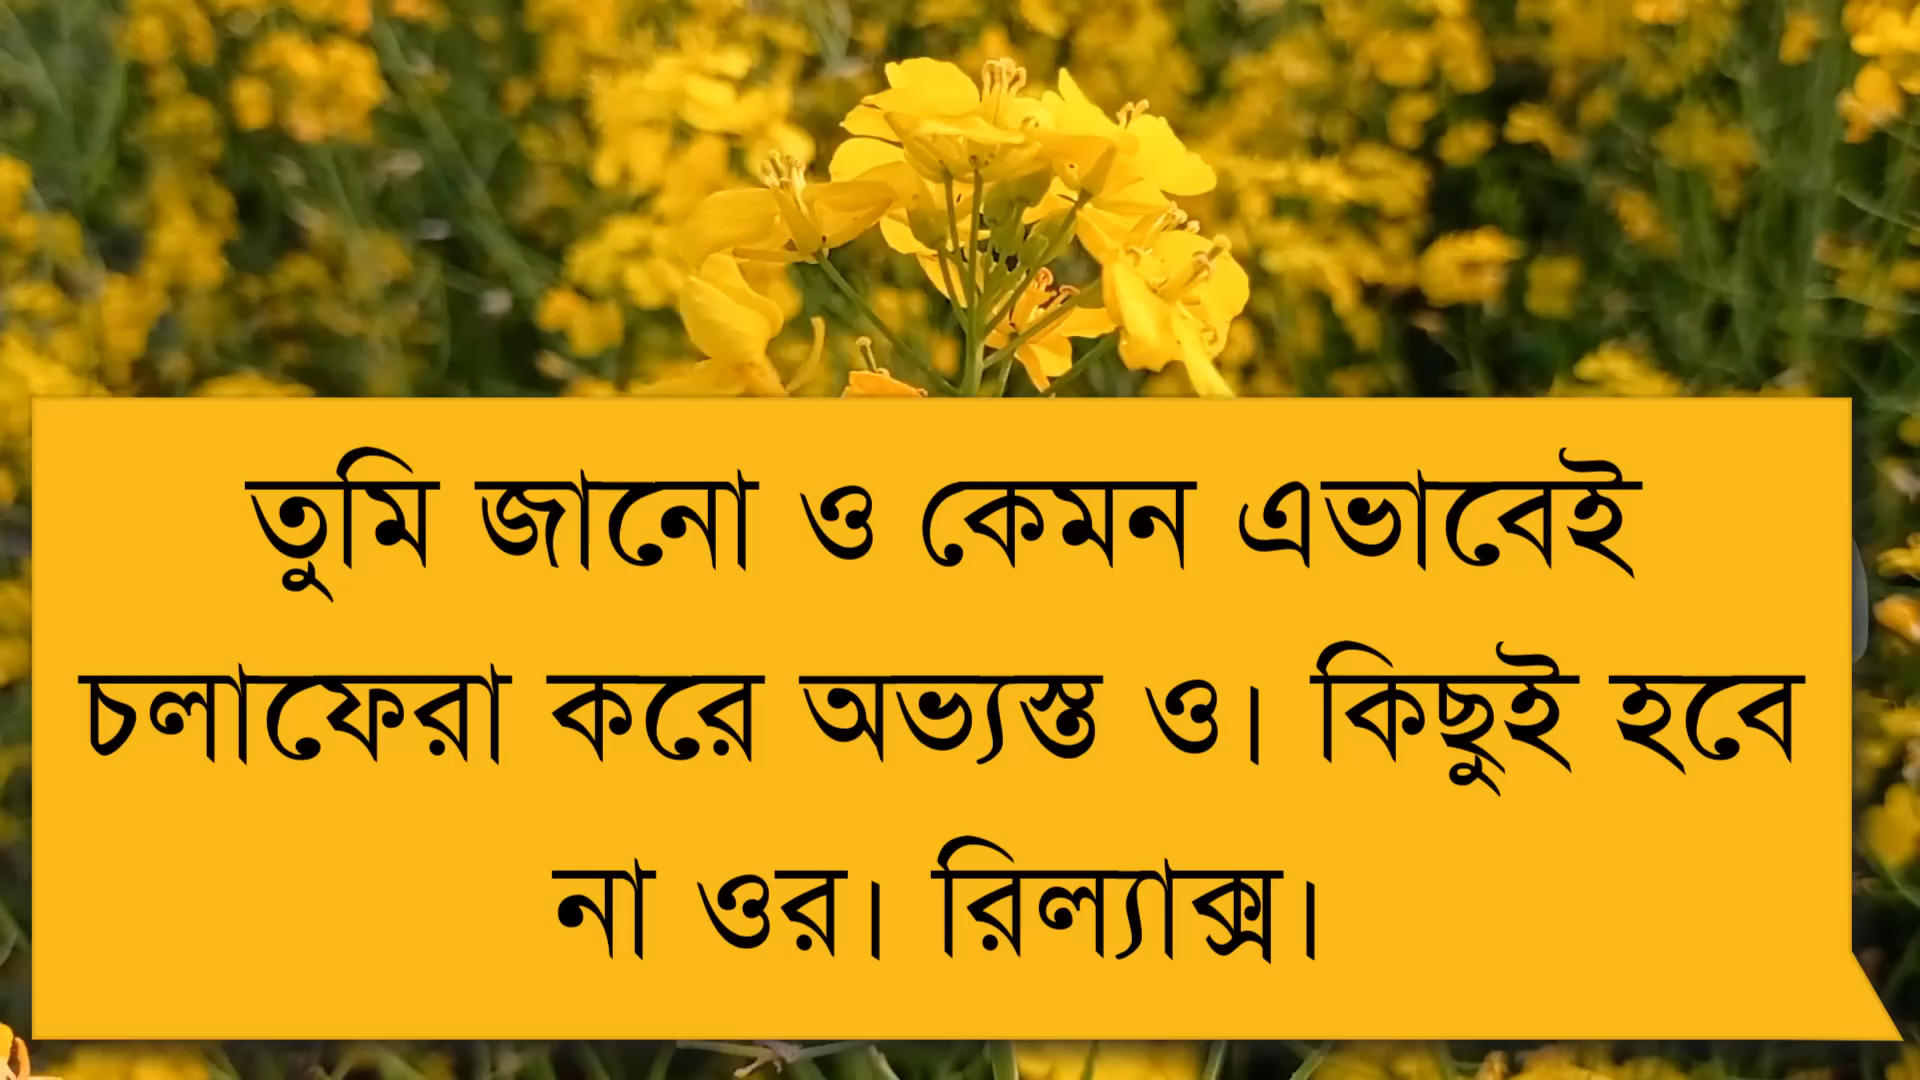 তুমি জানো ও কেমন এভাবেই
চলাফেরা করে অভ্যস্ত ও। কিছুই হবে
না ওর। রিল্যাক্স।